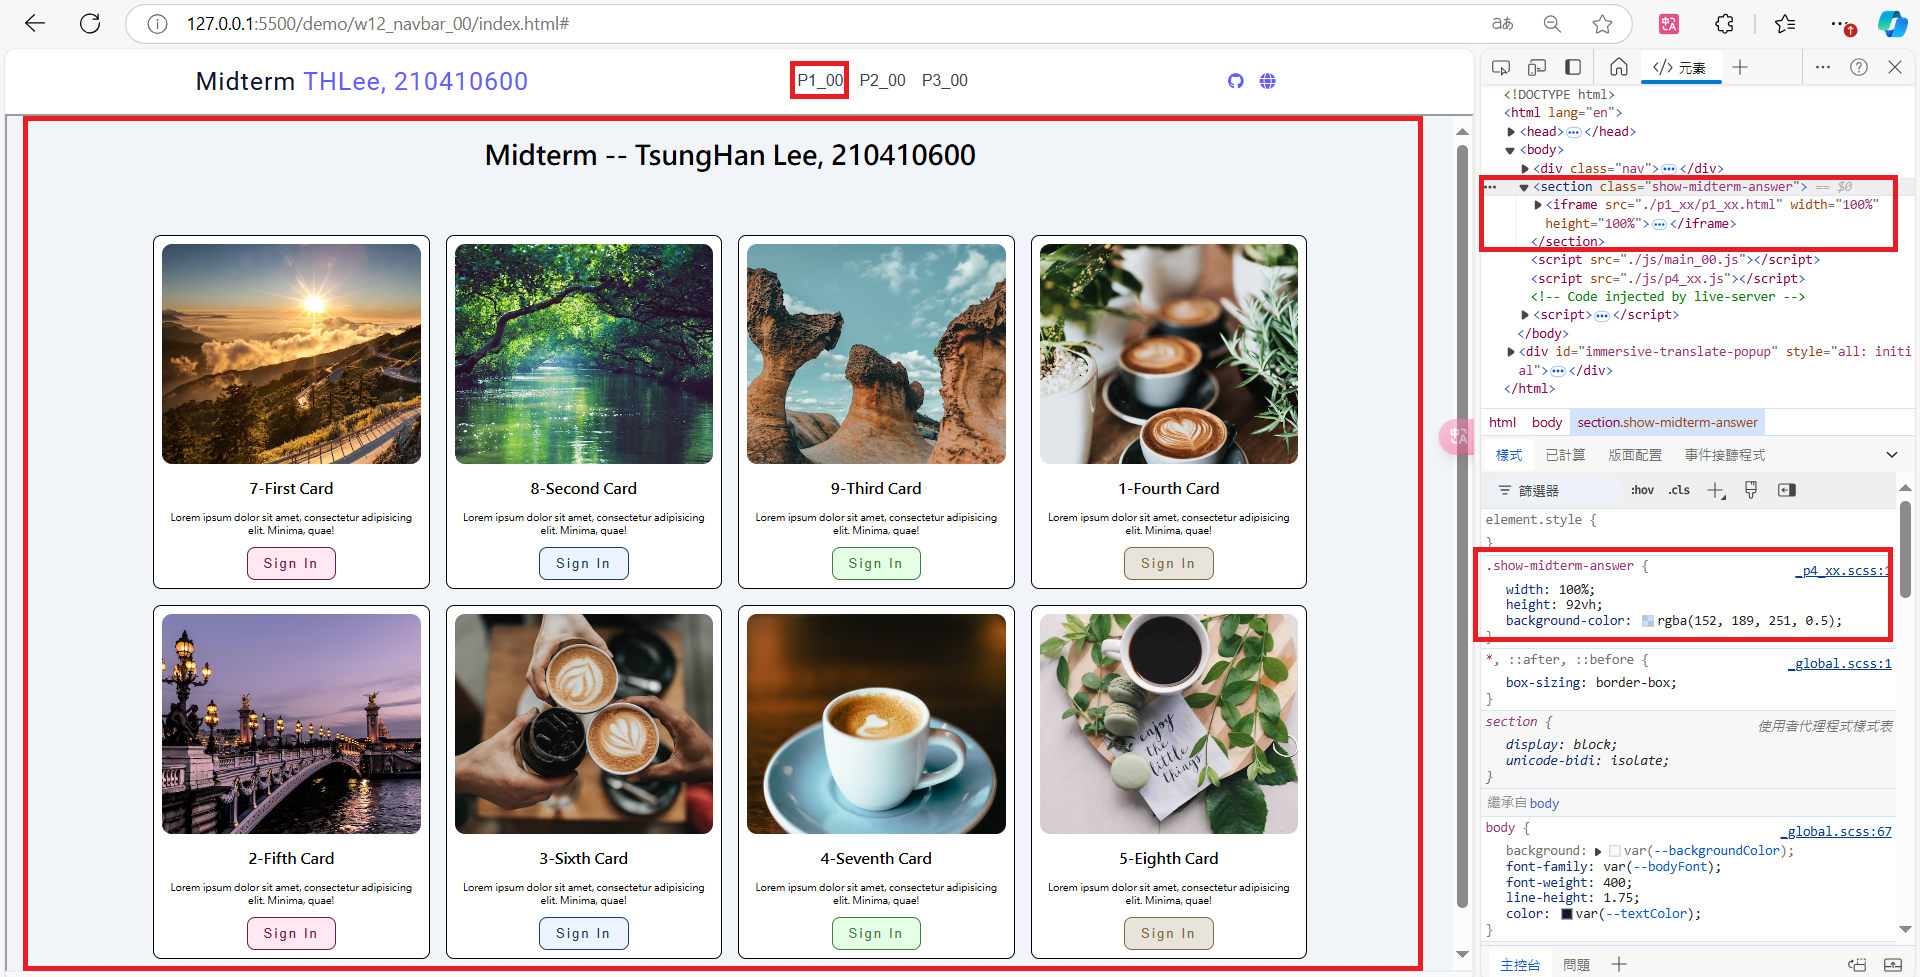 127.0.0.1:5500/demo/w12_navbar_00/index.html#
aあ
Midterm THLee, 210410600
P1_00 P2_00 P3_00
Midterm -- TsungHan Lee, 210410600
7-First Card
Lorem ipsum dolor sit amet, consectetur adipisicing
elit. Minima, quae!
Sign In
8-Second Card
Lorem ipsum dolor sit amet, consectetur adipisicing
elit. Minima, quae!
Sign In
9-Third Card
Lorem ipsum dolor sit amet, consectetur adipisicing
elit. Minima, quae!
Sign In
1-Fourth Card
Lorem ipsum dolor sit amet, consectetur adipisicing
elit. Minima, quae!
Sign In
2-Fifth Card
Lorem ipsum dolor sit amet, consectetur adipisicing
elit. Minima, quae!
Sign In
3-Sixth Card
Lorem ipsum dolor sit amet, consectetur adipisicing
elit. Minima, quae!
Sign In
4-Seventh Card
Lorem ipsum dolor sit amet, consectetur adipisicing
elit. Minima, quae!
Sign In
enjoy
the
little
things
5-Eighth Card
Lorem ipsum dolor sit amet, consectetur adipisicing
elit. Minima, quae!
Sign In
</> 元素
<!DOCTYPE html>
<html lang="en">
<head>…</head>
<body>
<div class="nav">…</div>
<section class="show-midterm-answer"> == $0
<iframe src="./p1_xx/p1_xx.html" width="100%"
height="100%">…</iframe>
</section>
<script src="./js/main_00.js"></script>
<script src="./js/p4_xx.js"></script>
<!-- Code injected by live-server -->
<script>…</script>
</body>
<div id="immersive-translate-popup" style="all: initi
al">…</div>
</html>
html body section.show-midterm-answer
樣式 已計算 版面配置 事件接聽程式
篩選器 :hov .cls
element.style {
}
.show-midterm-answer { _p4_xx.scss:1
width: 100%;
height: 92vh;
background-color: rgba(152, 189, 251, 0.5);
}
*, ::after, ::before { _global.scss:1
box-sizing: border-box;
}
section { 使用者代理程式樣式表
display: block;
unicode-bidi: isolate;
}
繼承自 body
body { _global.scss:67
background: var(--backgroundColor);
font-family: var(--bodyFont);
font-weight: 400;
line-height: 1.75;
color: var(--textColor);
}
主控台 問題